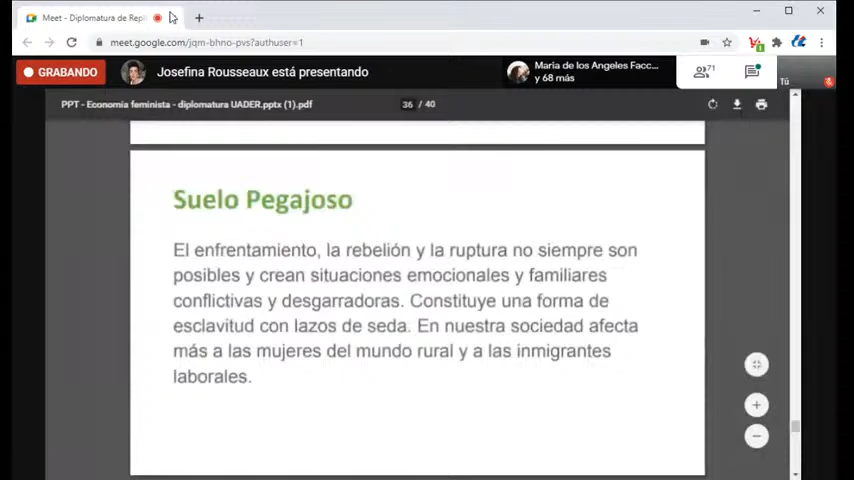 Meet - Diplomatura de Repr
meet.google.com/jqm-bhno-pvs?authuser=1
GRABANDO
Josefina Rousseaux está presentando
Maria de los Angeles Facc...
y 68 más
71
Tú
1
PPT - Economía feminista - diplomatura UADER.pptx (1).pdf
36 / 40
Suelo Pegajoso
El enfrentamiento, la rebelión y la ruptura no siempre son
posibles y crean situaciones emocionales y familiares
conflictivas y desgarradoras. Constituye una forma de
esclavitud con lazos de seda. En nuestra sociedad afecta
más a las mujeres del mundo rural y a las inmigrantes
laborales.